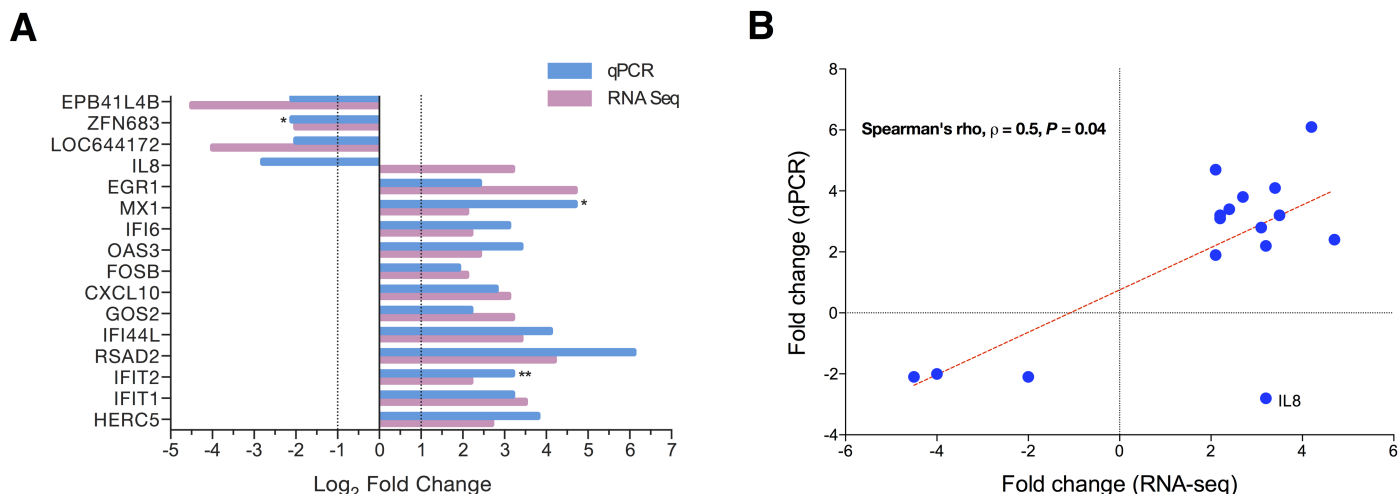 A
qPCR
RNA Seq
EPB41L4B
ZFN683
*
LOC644172
IL8
EGR1
MX1
*
IFI6
OAS3
FOSB
CXCL10
GOS2
IFI44L
RSAD2
IFIT2
**
IFIT1
HERC5
-5 -4 -3 -2 -1 0 1 2 3 4 5 6 7
Log₂ Fold Change
B
8
6
4
2
0
-2
-4
Fold change (qPCR)
Spearman's rho, ρ = 0.5, P = 0.04
IL8
-6 -4 -2 0 2 4 6
Fold change (RNA-seq)